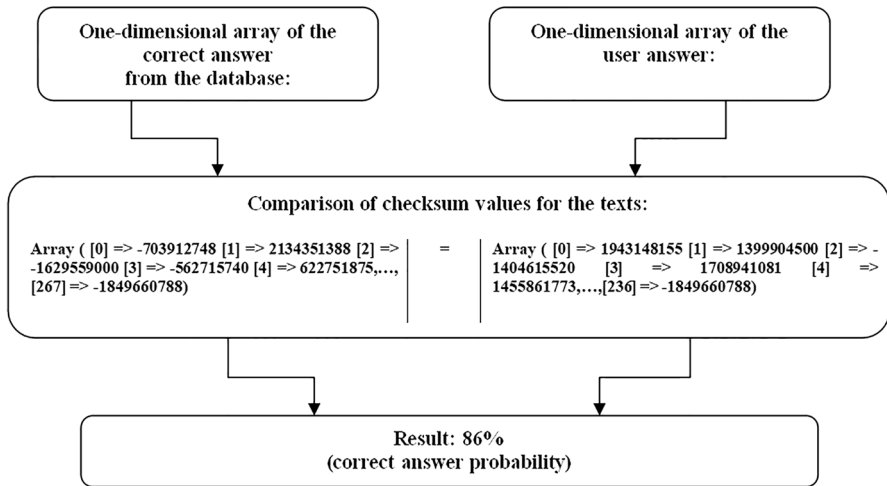 One-dimensional array of the
correct answer
from the database:
One-dimensional array of the
user answer:
Comparison of checksum values for the texts:
Array ( [0] => -703912748 [1] => 2134351388 [2] =>
-1629559000 [3] => -562715740 [4] => 622751875,…,
[267] => -1849660788)
=
Array ( [0] => 1943148155 [1] => 1399904500 [2] => -
1404615520 [3] => 1708941081 [4] =>
1455861773,…,[236] => -1849660788)
Result: 86%
(correct answer probability)